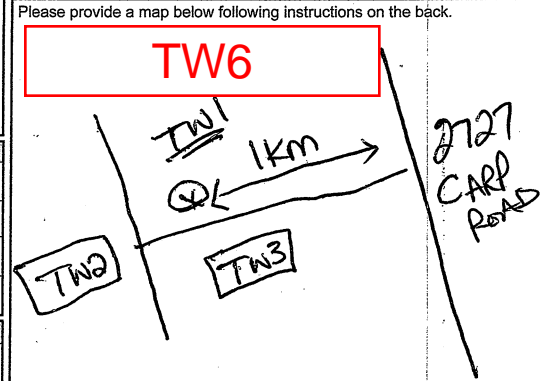 Please provide a map below following instructions on the back.
TW6
TW1
1KM
2727
CARP
ROAD
TW2
TW3